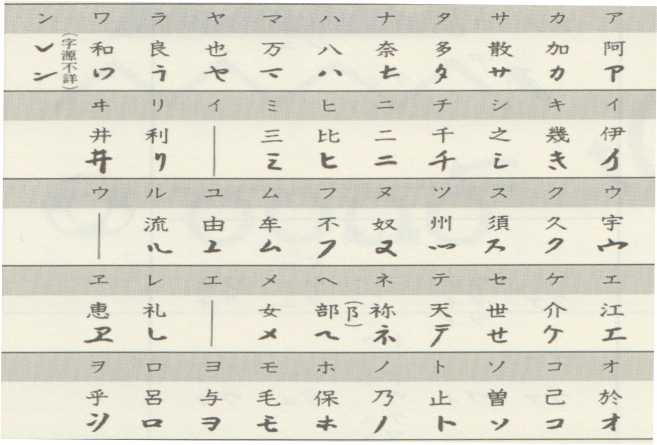 ア カ サ タ ナ ハ マ ヤ ラ ワ ン
阿 加 散 多 奈 八 万 也 良 和 (字源不詳)
ア カ サ タ ナ ハ マ ヤ ラ ワ ン
イ キ シ チ ニ ヒ ミ イ リ ヰ
伊 幾 之 千 二 比 三 ｜ 利 井
イ き シ チ ニ ヒ ミ リ 井
ウ ク ス ツ ヌ フ ム ユ ル ウ
宇 久 須 州 奴 不 牟 由 流 ｜
ウ ク ス ツ ヌ フ ム ユ ル
エ ケ セ テ ネ ヘ メ エ レ ヱ
江 介 世 天 祢 部(阝) 女 ｜ 礼 恵
エ ケ せ テ ネ ヘ メ レ ヱ
オ コ ソ ト ノ ホ モ ヨ ロ ヲ
於 己 曽 止 乃 保 毛 与 呂 乎
オ コ ソ ト ノ ホ モ ヨ ロ